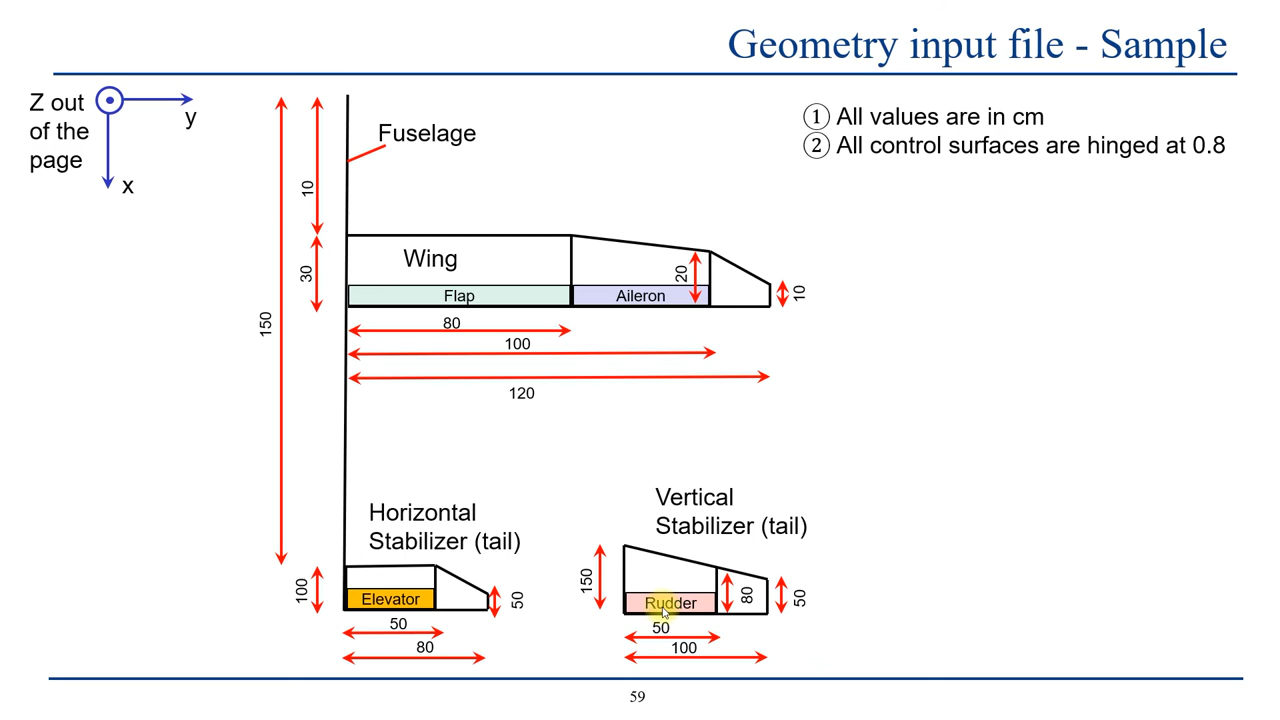 Geometry input file - Sample
Z out
of the
page
y
x
Fuselage
① All values are in cm
② All control surfaces are hinged at 0.8
10
30
150
Wing
Flap
Aileron
20
10
80
100
120
Horizontal
Stabilizer (tail)
100
Elevator
50
50
80
Vertical
Stabilizer (tail)
150
Rudder
80
50
50
100
59